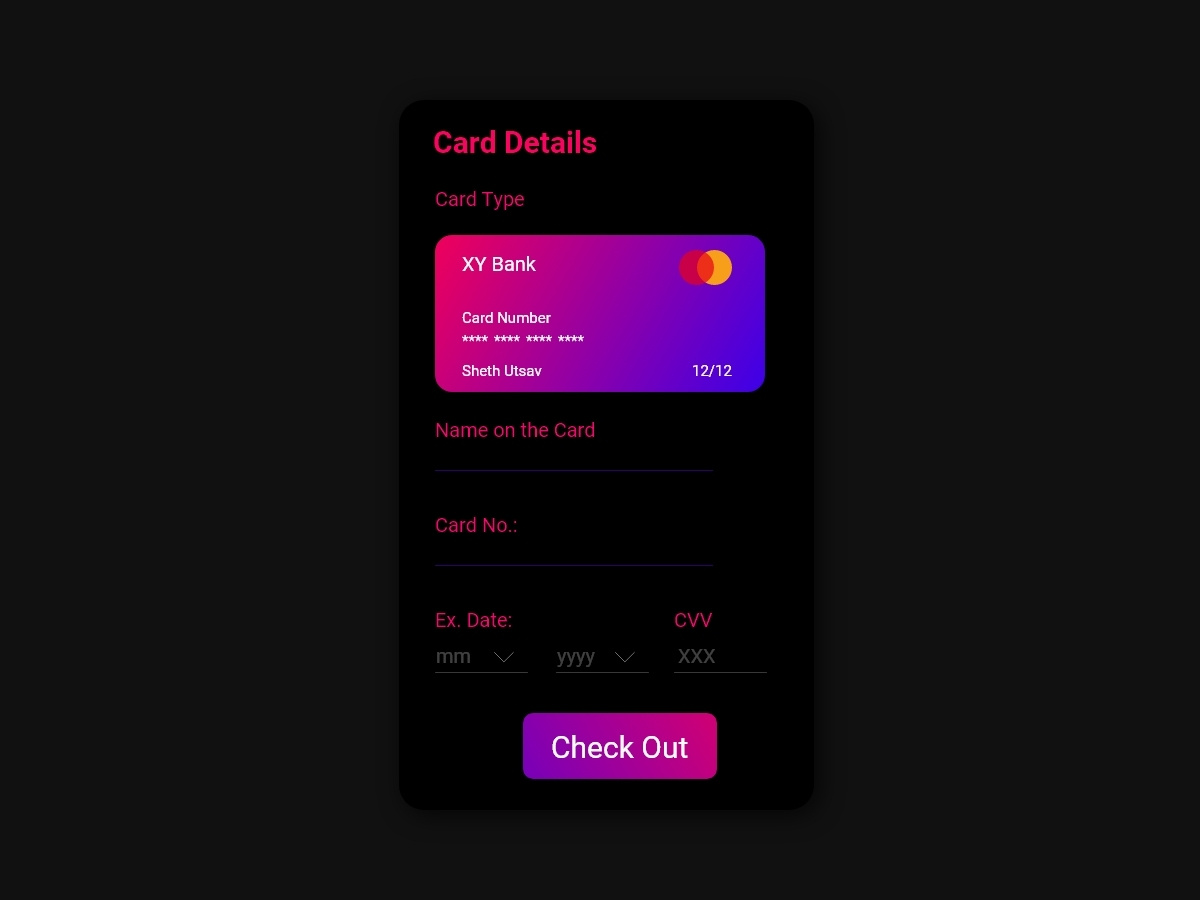 Card Details
Card Type
XY Bank
Card Number
**** **** **** ****
Sheth Utsav 12/12
Name on the Card
Card No.:
Ex. Date: CVV
mm yyyy XXX
Check Out